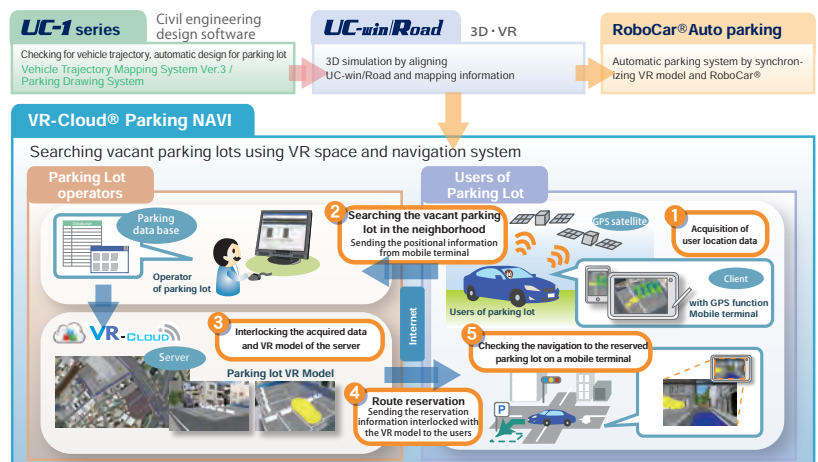 UC-1 series
Civil engineering
design software
Checking for vehicle trajectory, automatic design for parking lot
Vehicle Trajectory Mapping System Ver.3 /
Parking Drawing System
UC-win/Road
3D・VR
3D simulation by aligning
UC-win/Road and mapping information
RoboCar®Auto parking
Automatic parking system by synchron-
izing VR model and RoboCar®
VR-Cloud® Parking NAVI
Searching vacant parking lots using VR space and navigation system
Parking Lot
operators
Parking
data base
Operator
of parking lot
Users of
Parking Lot
1
Acquisition of
user location data
GPS satellite
Client
with GPS function
Mobile terminal
Users of parking lot
2
Searching the vacant parking
lot in the neighborhood
Sending the positional information
from mobile terminal
Internet
VR-CLOUD
Server
3
Interlocking the acquired data
and VR model of the server
Parking lot VR Model
4
Route reservation
Sending the reservation
information interlocked with
the VR model to the users
5
Checking the navigation to the reserved
parking lot on a mobile terminal
P